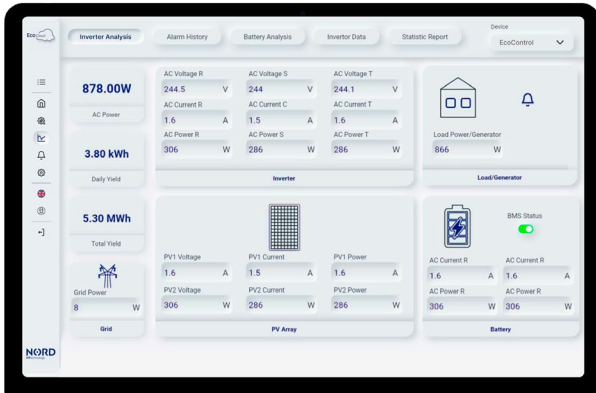 Eco
Inverter Analysis
Alarm History
Battery Analysis
Invertor Data
Statistic Report
Device
EcoControl
878.00W
AC Power
3.80 kWh
Daily Yield
5.30 MWh
Total Yield
Grid Power
8 W
Grid
AC Voltage R AC Voltage S AC Voltage T
244.5 V 244 V 244.1 V
AC Current R AC Current C AC Current T
1.6 A 1.5 A 1.6 A
AC Power R AC Power S AC Power T
306 W 286 W 286 W
Inverter
Load Power/Generator
866 W
Load/Generator
PV1 Voltage PV1 Current PV1 Power
1.6 A 1.5 A 1.6 A
PV2 Voltage PV2 Current PV2 Power
306 W 286 W 286 W
PV Array
BMS Status
AC Current R AC Current R
1.6 A 1.6 A
AC Power R AC Power R
306 W 306 W
Battery
NORD